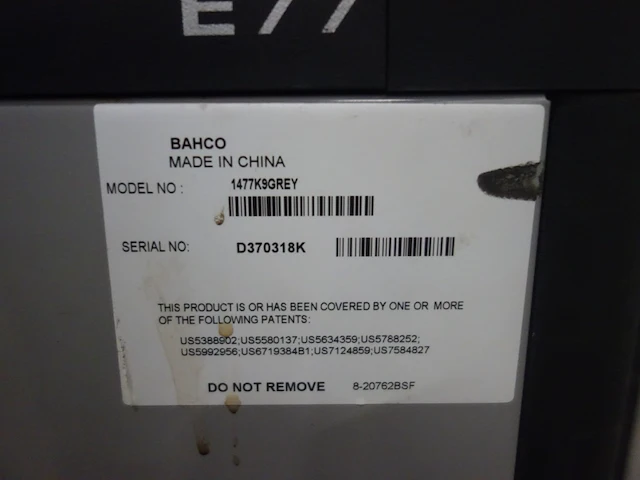 E77
BAHCO
MADE IN CHINA
MODEL NO : 1477K9GREY
SERIAL NO: D370318K
THIS PRODUCT IS OR HAS BEEN COVERED BY ONE OR MORE
OF THE FOLLOWING PATENTS:
US5388902;US5580137;US5634359;US5788252;
US5992956;US6719384B1;US7124859;US7584827
DO NOT REMOVE 8-20762BSF